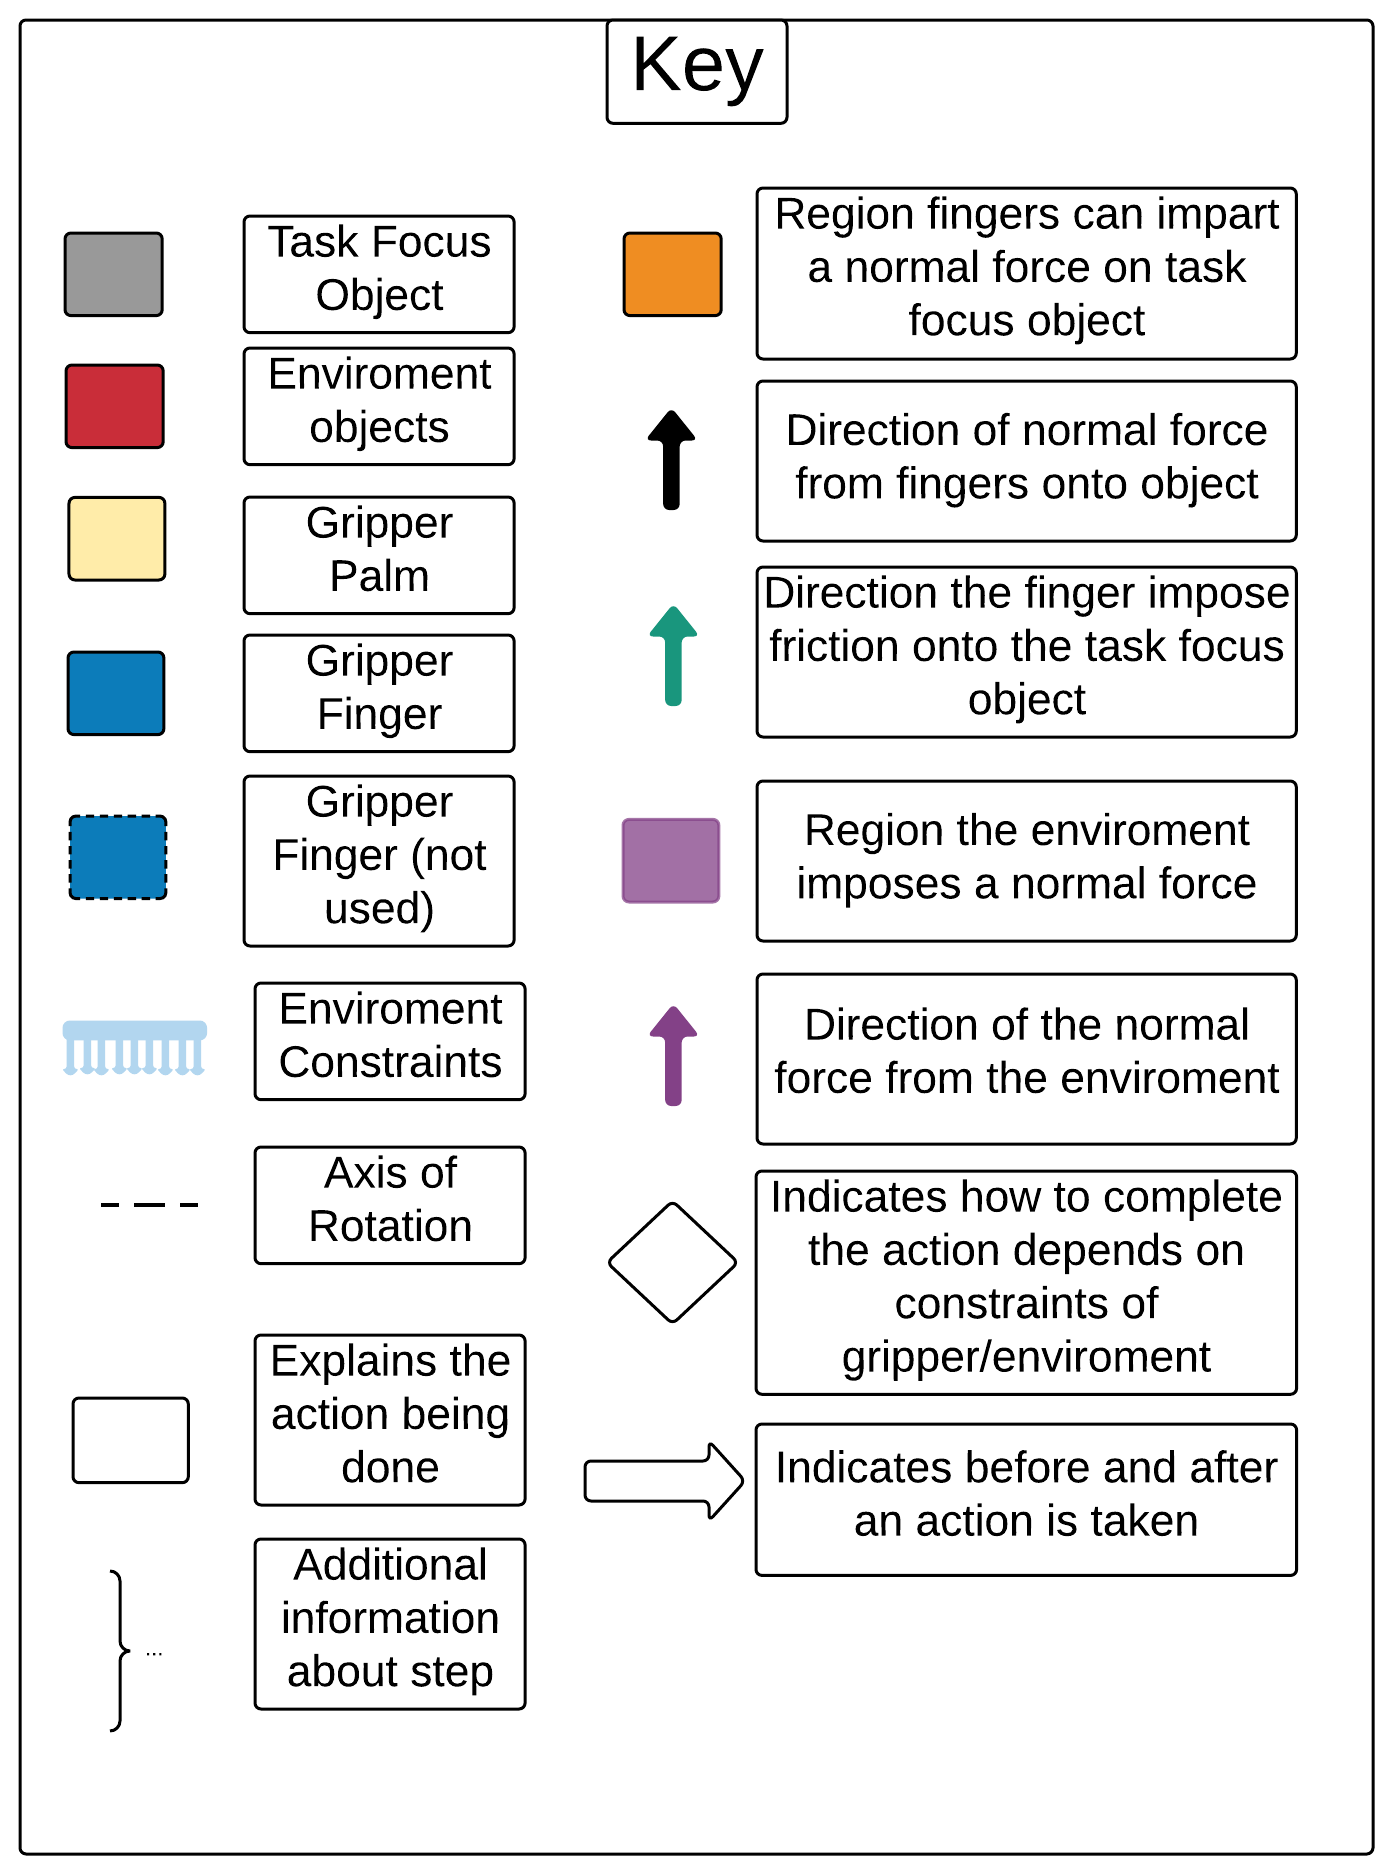 Key
Task Focus
Object
Enviroment
objects
Gripper
Palm
Gripper
Finger
Gripper
Finger (not
used)
Enviroment
Constraints
Axis of
Rotation
Explains the
action being
done
...
Additional
information
about step
Region fingers can impart
a normal force on task
focus object
Direction of normal force
from fingers onto object
Direction the finger impose
friction onto the task focus
object
Region the enviroment
imposes a normal force
Direction of the normal
force from the enviroment
Indicates how to complete
the action depends on
constraints of
gripper/enviroment
Indicates before and after
an action is taken